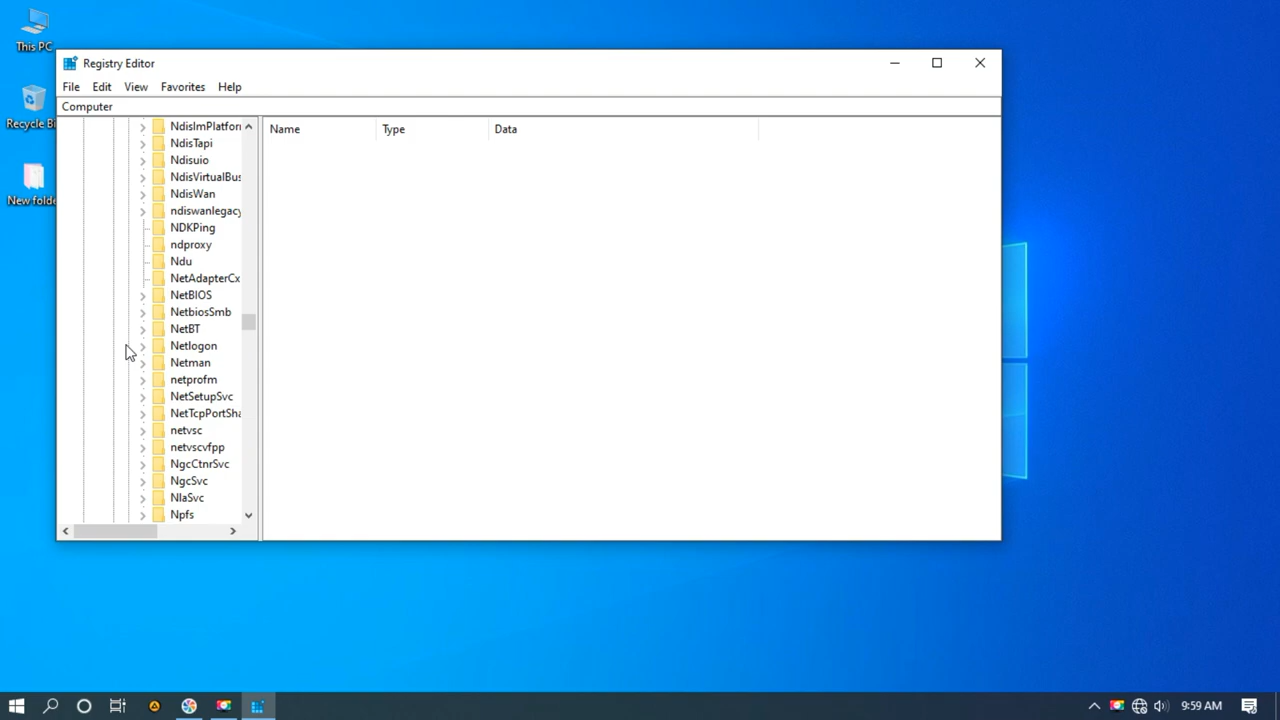 This PC
Recycle Bi
New folde
Registry Editor
File Edit View Favorites Help
Computer
NdisImPlatforn
NdisTapi
Ndisuio
NdisVirtualBus
NdisWan
ndiswanlegacy
NDKPing
ndproxy
Ndu
NetAdapterCx
NetBIOS
NetbiosSmb
NetBT
Netlogon
Netman
netprofm
NetSetupSvc
NetTcpPortSha
netvsc
netvscvfpp
NgcCtnrSvc
NgcSvc
NlaSvc
Npfs
Name Type Data
9:59 AM